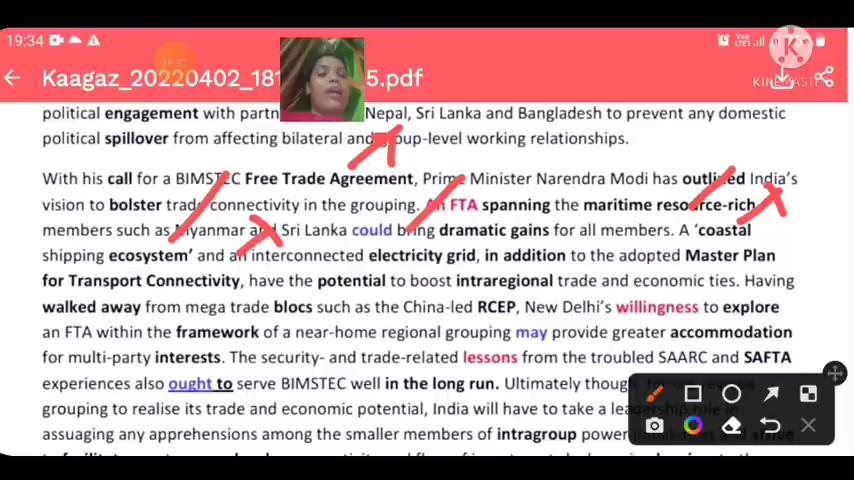 19:34
18:37
Kaagaz_20220402_181 5.pdf
KINEMASTER
political engagement with partn Nepal, Sri Lanka and Bangladesh to prevent any domestic
political spillover from affecting bilateral and group-level working relationships.
With his call for a BIMSTEC Free Trade Agreement, Prime Minister Narendra Modi has outlined India's
vision to bolster trade connectivity in the grouping. An FTA spanning the maritime resource-rich
members such as Myanmar and Sri Lanka could bring dramatic gains for all members. A 'coastal
shipping ecosystem' and an interconnected electricity grid, in addition to the adopted Master Plan
for Transport Connectivity, have the potential to boost intraregional trade and economic ties. Having
walked away from mega trade blocs such as the China-led RCEP, New Delhi's willingness to explore
an FTA within the framework of a near-home regional grouping may provide greater accommodation
for multi-party interests. The security- and trade-related lessons from the troubled SAARC and SAFTA
experiences also ought to serve BIMSTEC well in the long run. Ultimately though
grouping to realise its trade and economic potential, India will have to take a leadership role in
assuaging any apprehensions among the smaller members of intragroup power